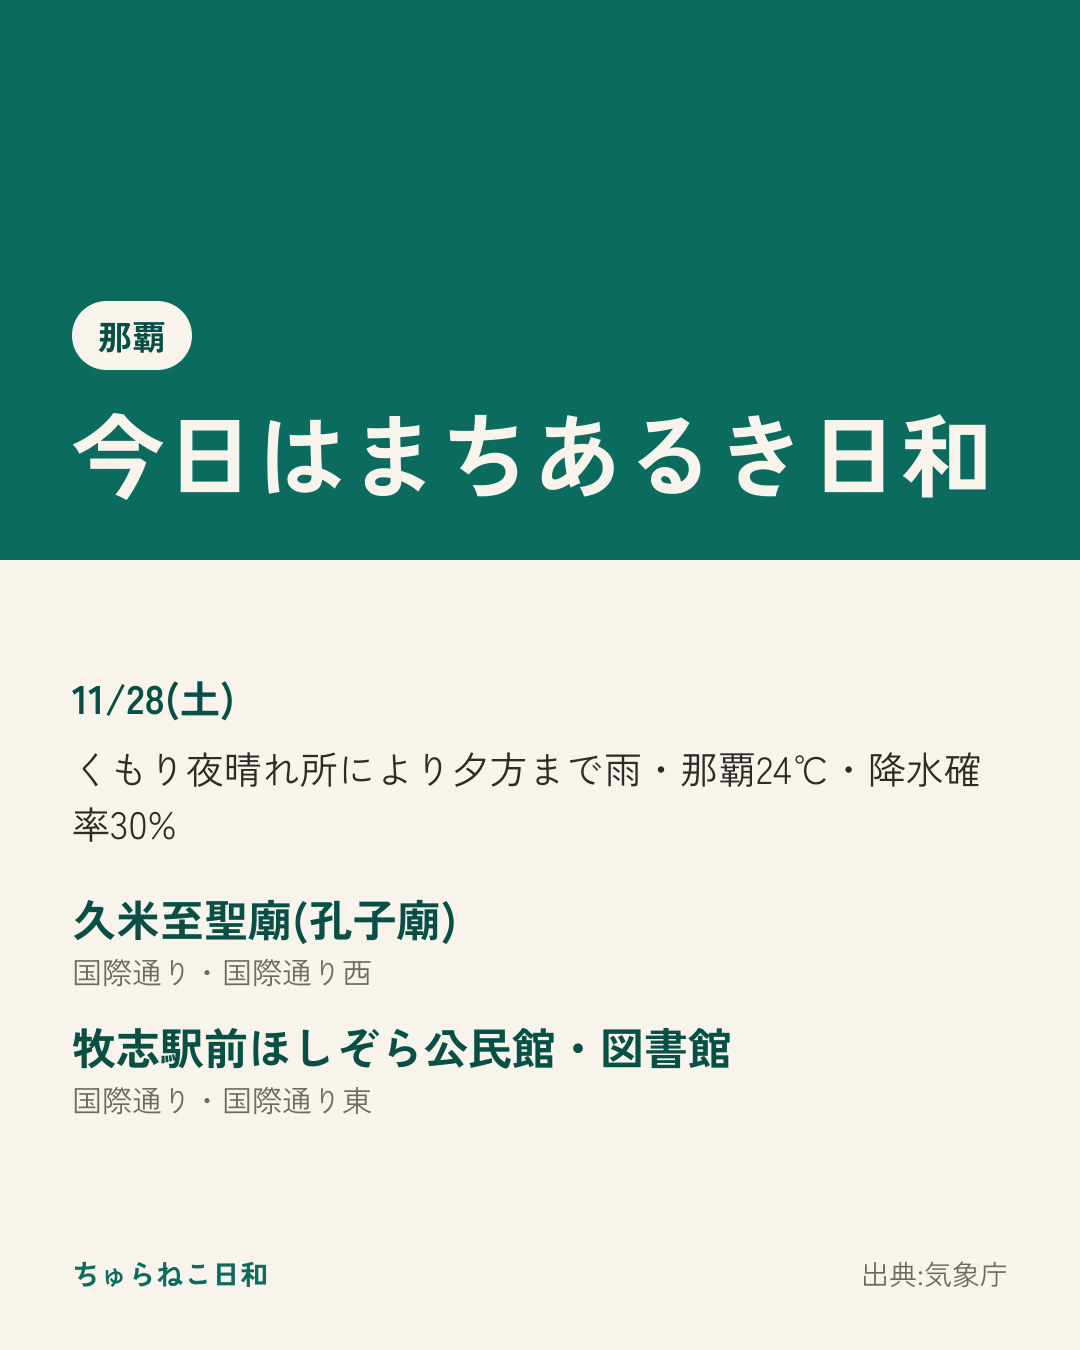 那覇
今日はまちあるき日和
11/28(土)
くもり夜晴れ所により夕方まで雨・那覇24℃・降水確
率30%
久米至聖廟(孔子廟)
国際通り・国際通り西
牧志駅前ほしぞら公民館・図書館
国際通り・国際通り東
ちゅらねこ日和
出典:気象庁